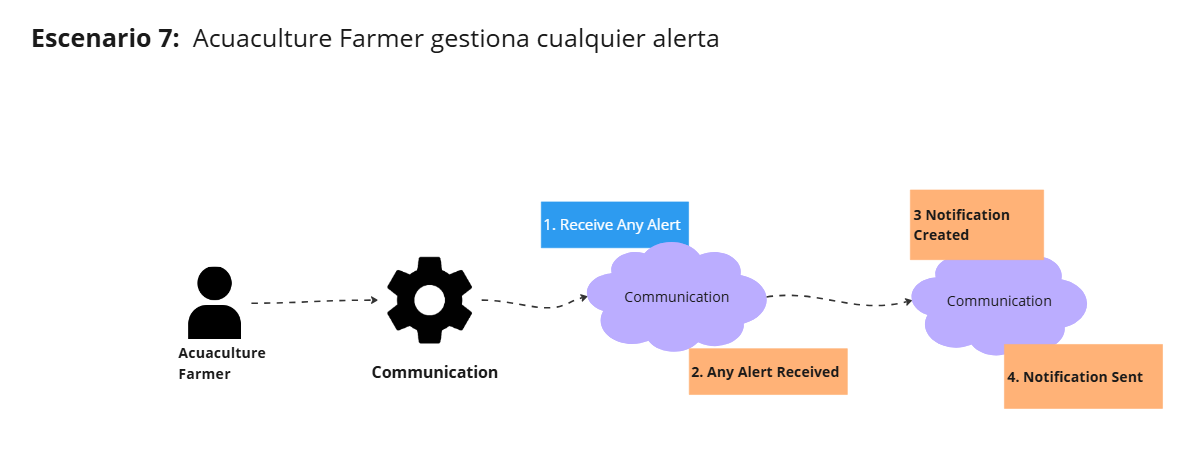 Escenario 7: Acuaculture Farmer gestiona cualquier alerta
3 Notification
Created
1. Receive Any Alert
Communication
Communication
Acuaculture
Farmer
Communication
2. Any Alert Received
4. Notification Sent